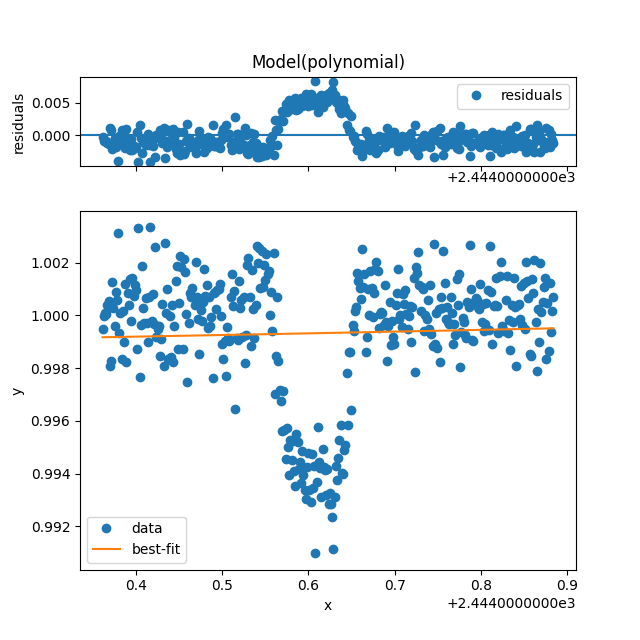 Model(polynomial)
residuals
0.005
0.000
residuals
+2.4440000000e3
1.002
1.000
0.998
0.996
0.994
0.992
y
data
best-fit
0.4 0.5 0.6 0.7 0.8 0.9
x
+2.4440000000e3